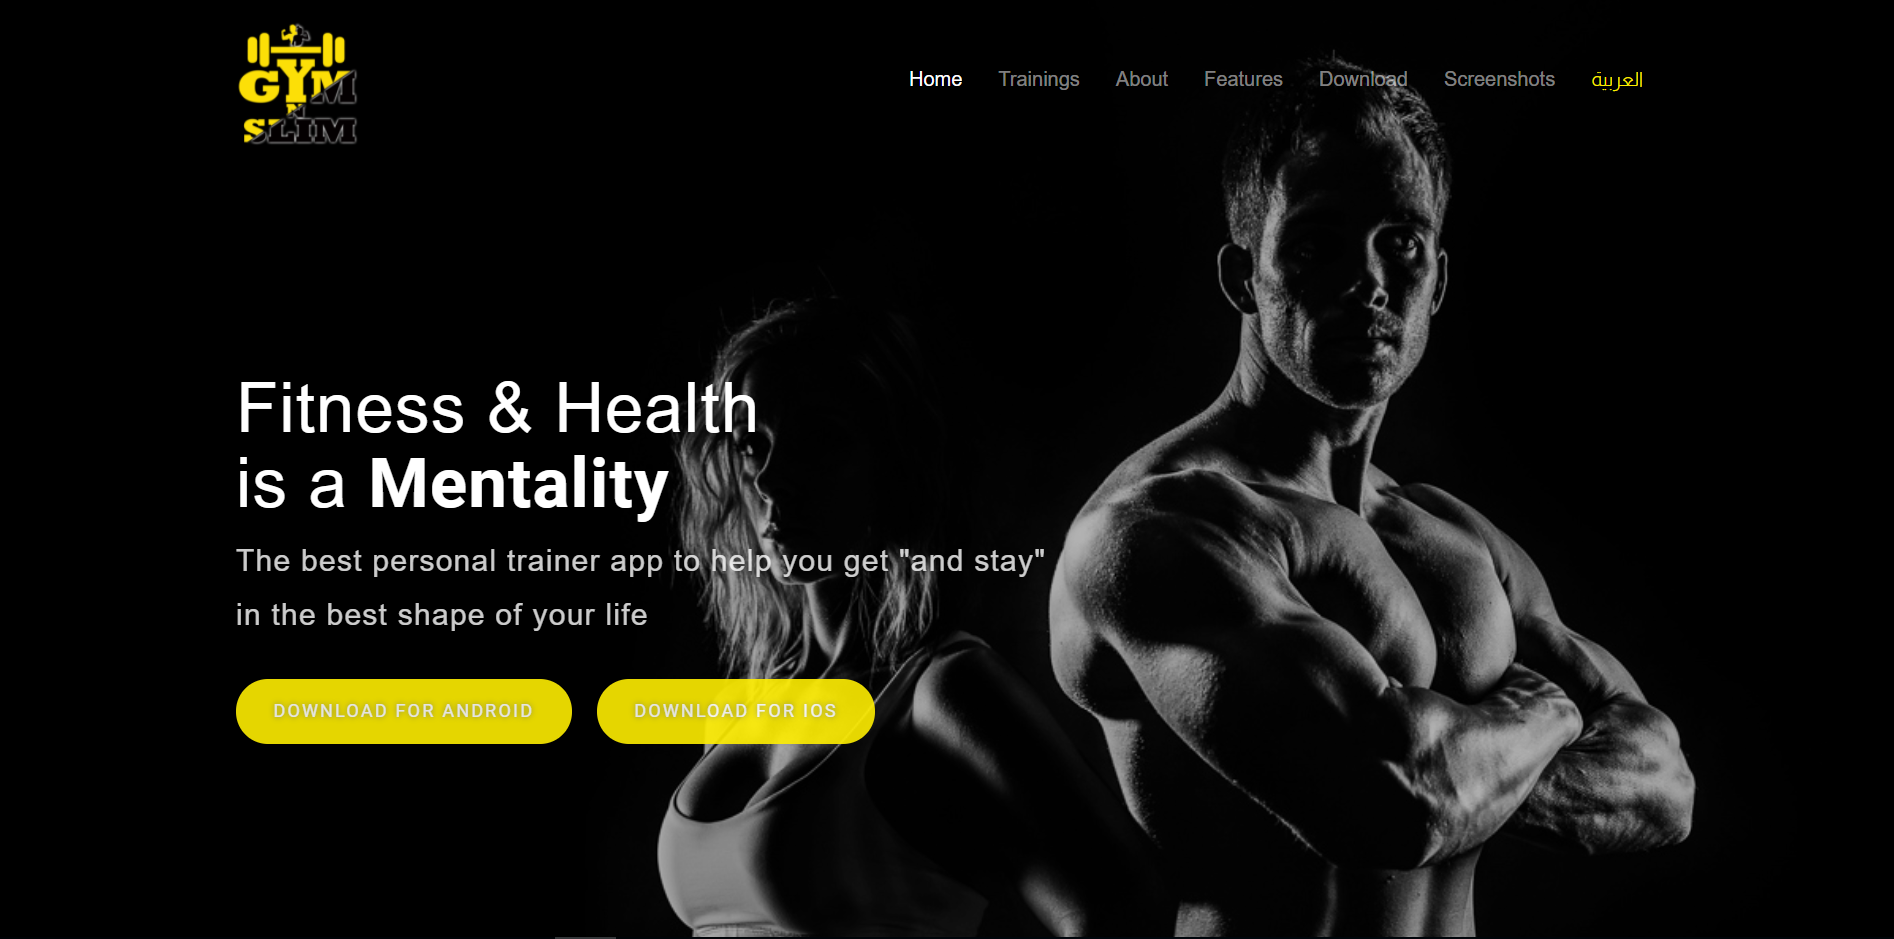 GYM
N
SLIM
Home
Trainings
About
Features
Download
Screenshots
العربية
Fitness & Health
is a Mentality
The best personal trainer app to help you get "and stay"
in the best shape of your life
DOWNLOAD FOR ANDROID
DOWNLOAD FOR IOS